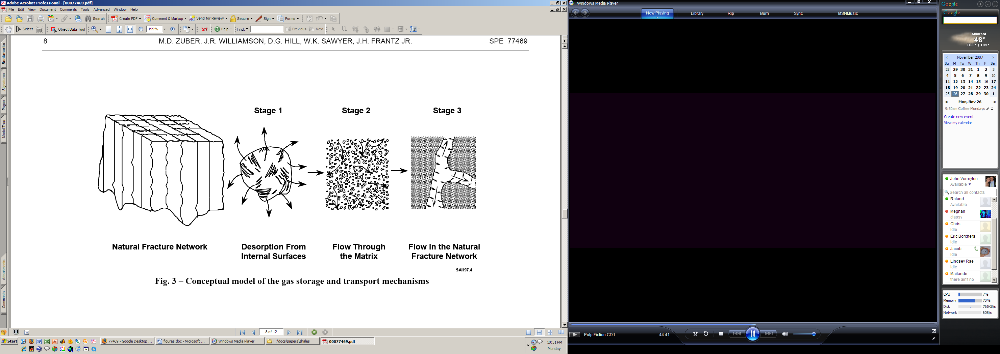 Adobe Acrobat Professional - [00077469.pdf]
File Edit View Document Comments Tools Advanced Window Help
Search Create PDF Comment & Markup Send for Review Secure Sign Forms
Select Object Data Tool 199% Y! Help Find: Previous Next
Bookmarks
Signatures
Pages
Model Tree
Attachments
Comments
8 M.D. ZUBER, J.R. WILLIAMSON, D.G. HILL, W.K. SAWYER, J.H. FRANTZ JR. SPE 77469
Stage 1 Stage 2 Stage 3
Natural Fracture Network
Desorption From
Internal Surfaces
Flow Through
the Matrix
Flow in the Natural
Fracture Network
SAH97.4
Fig. 3 – Conceptual model of the gas storage and transport mechanisms
8 of 12
Start 77469 - Google Desktop ... figures.doc - Microsoft ... Windows Media Player F:\docs\papers\shales 00077469.pdf
10:51 PM
Monday
Windows Media Player
Now Playing Library Rip Burn Sync MSNMusic
Pulp Fiction CD1 44:41
Google
Google
Stanford
48°
H 66° | L 39°
< November 2007 >
Su M Tu W Th F Sa
28 29 30 31 1 2 3
4 5 6 7 8 9 10
11 12 13 14 15 16 17
18 19 20 21 22 23 24
25 26 27 28 29 30 1
< Mon, Nov 26 >
9:30am Coffee Mondays
Create new event
View my calendar
John Vermylen
Available
Search all contacts
Roland
Available
Meghan
classy
Chris
Idle
Eric Borchers
Idle
Jacob
Idle
Lindsey Rae
Idle
Mailande
there ain't no
CPU 7%
Memory 70%
Disk 765KB/s
Network 60B/s